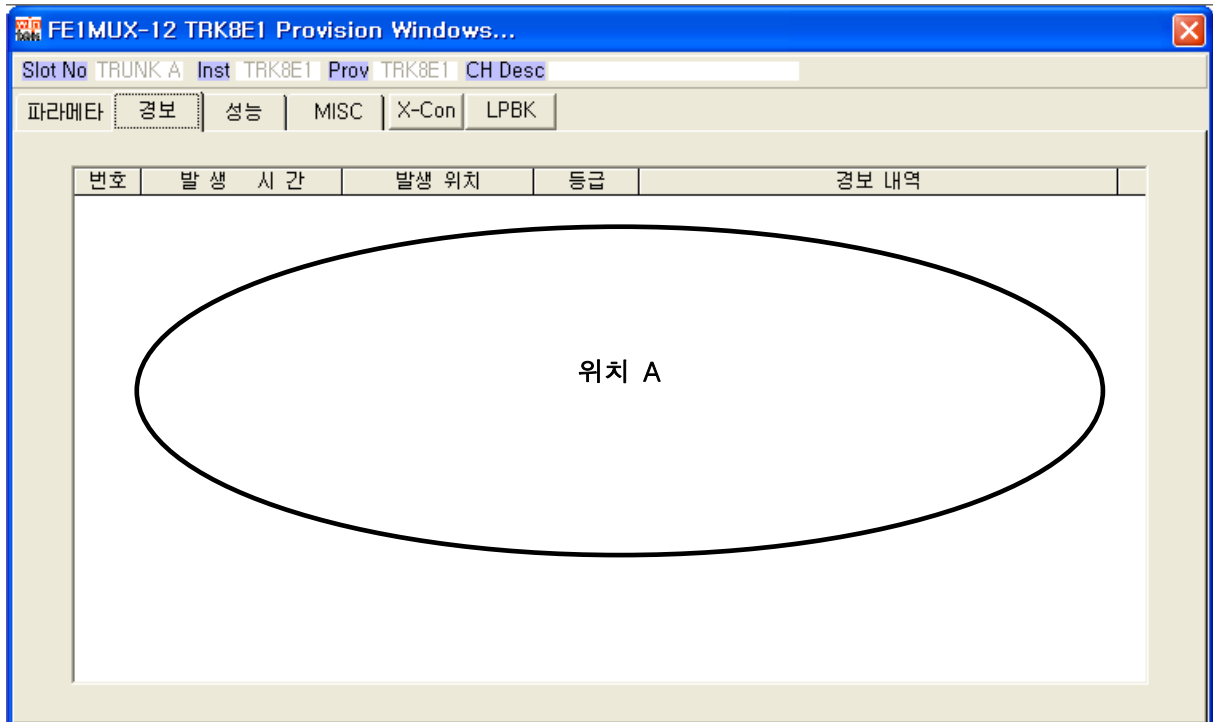 FE1MUX-12 TRK8E1 Provision Windows...
Slot No TRUNK A Inst TRK8E1 Prov TRK8E1 CH Desc
파라메타 경보 성능 MISC X-Con LPBK
번호 발 생 시 간 발생 위치 등급 경보 내역
위치 A